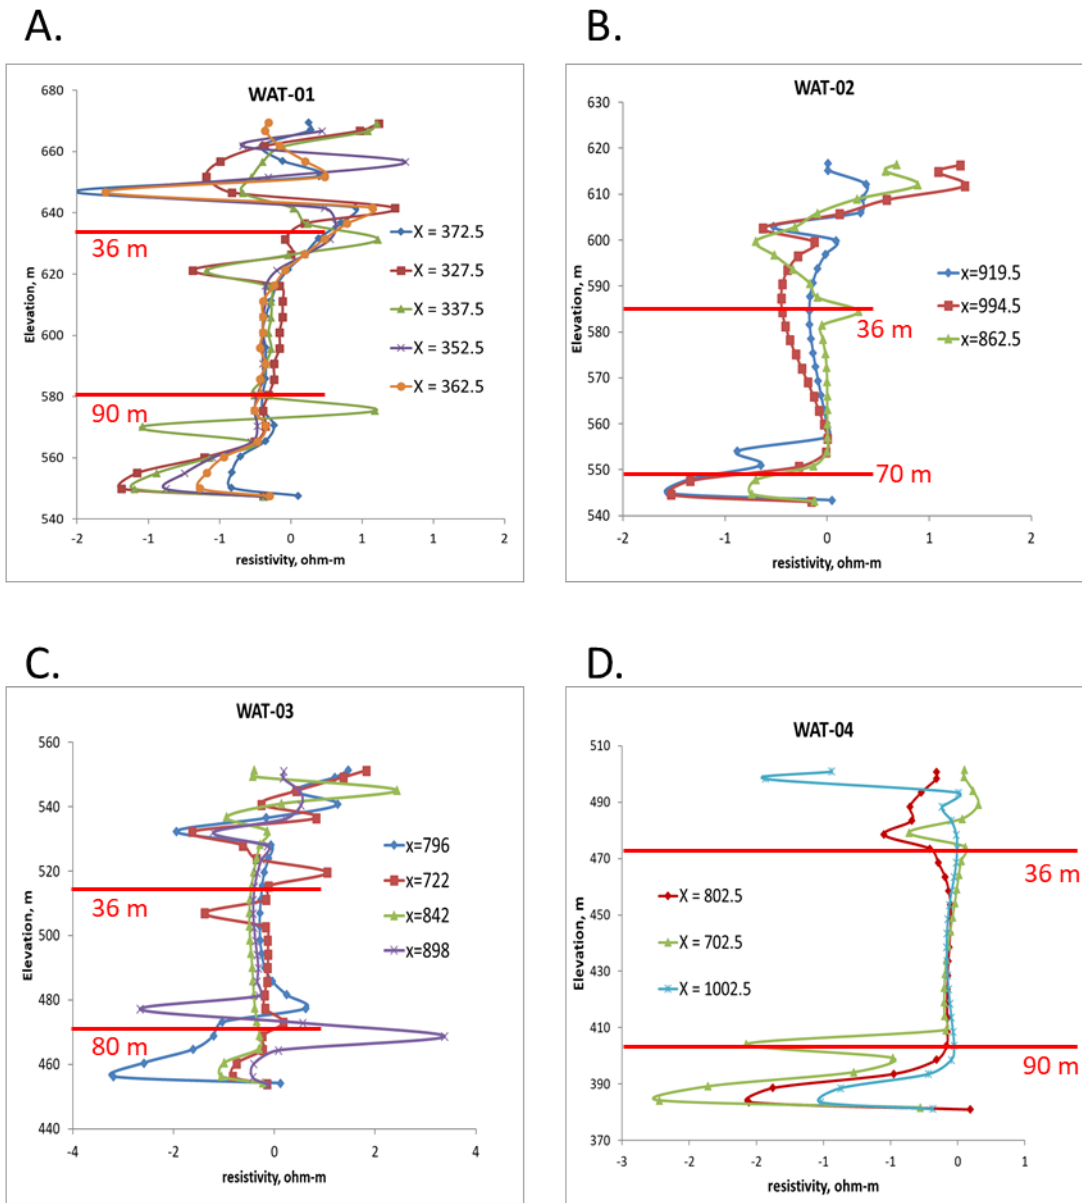 A.
WAT-01
680
660
640
620
600
580
560
540
Elevation, m
36 m
90 m
X = 372.5
X = 327.5
X = 337.5
X = 352.5
X = 362.5
-2 -1 -1 0 1 1 2
resistivity, ohm-m
B.
WAT-02
630
620
610
600
590
580
570
560
550
540
Elevation, m
36 m
70 m
x=919.5
x=994.5
x=862.5
-2 -1 0 1 2
resistivity, ohm-m
C.
WAT-03
560
540
520
500
480
460
440
Elevation, m
36 m
80 m
x=796
x=722
x=842
x=898
-4 -2 0 2 4
resistivity, ohm-m
D.
WAT-04
510
490
470
450
430
410
390
370
Elevation, m
36 m
90 m
X = 802.5
X = 702.5
X = 1002.5
-3 -2 -2 -1 -1 0 1
resistivity, ohm-m